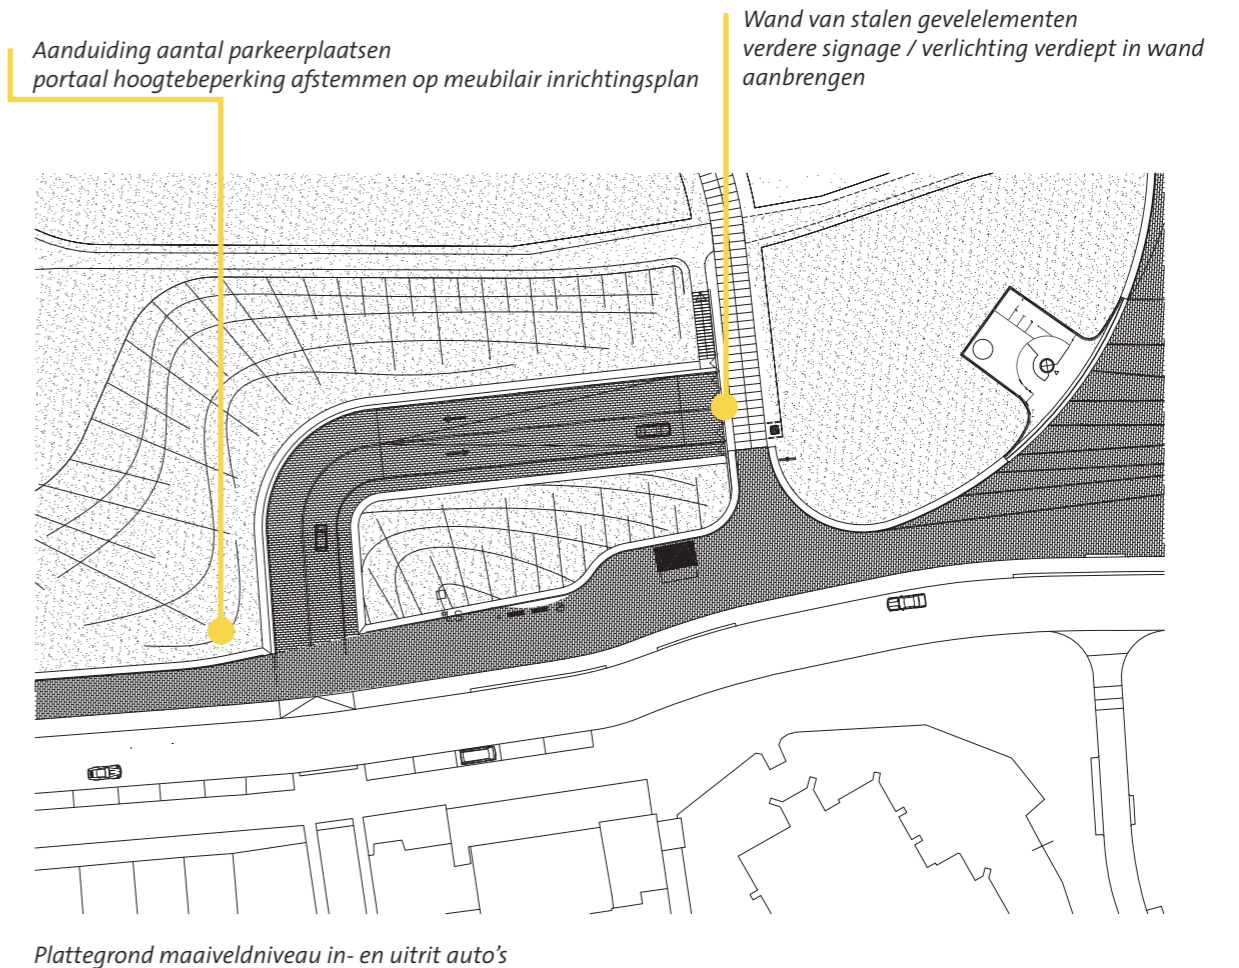 Aanduiding aantal parkeerplaatsen
portaal hoogtebeperking afstemmen op meubilair inrichtingsplan
Wand van stalen gevelelementen
verdere signage / verlichting verdiept in wand
aanbrengen
Plattegrond maaiveldniveau in- en uitrit auto's